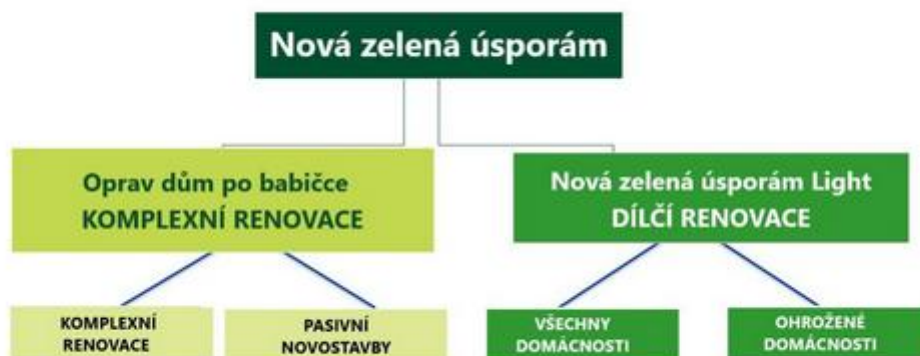 Nová zelená úsporám
Oprav dům po babičce
KOMPLEXNÍ RENOVACE
Nová zelená úsporám Light
DÍLČÍ RENOVACE
KOMPLEXNÍ
RENOVACE
PASIVNÍ
NOVOSTAVBY
VŠECHNY
DOMÁCNOSTI
OHROŽENÉ
DOMÁCNOSTI